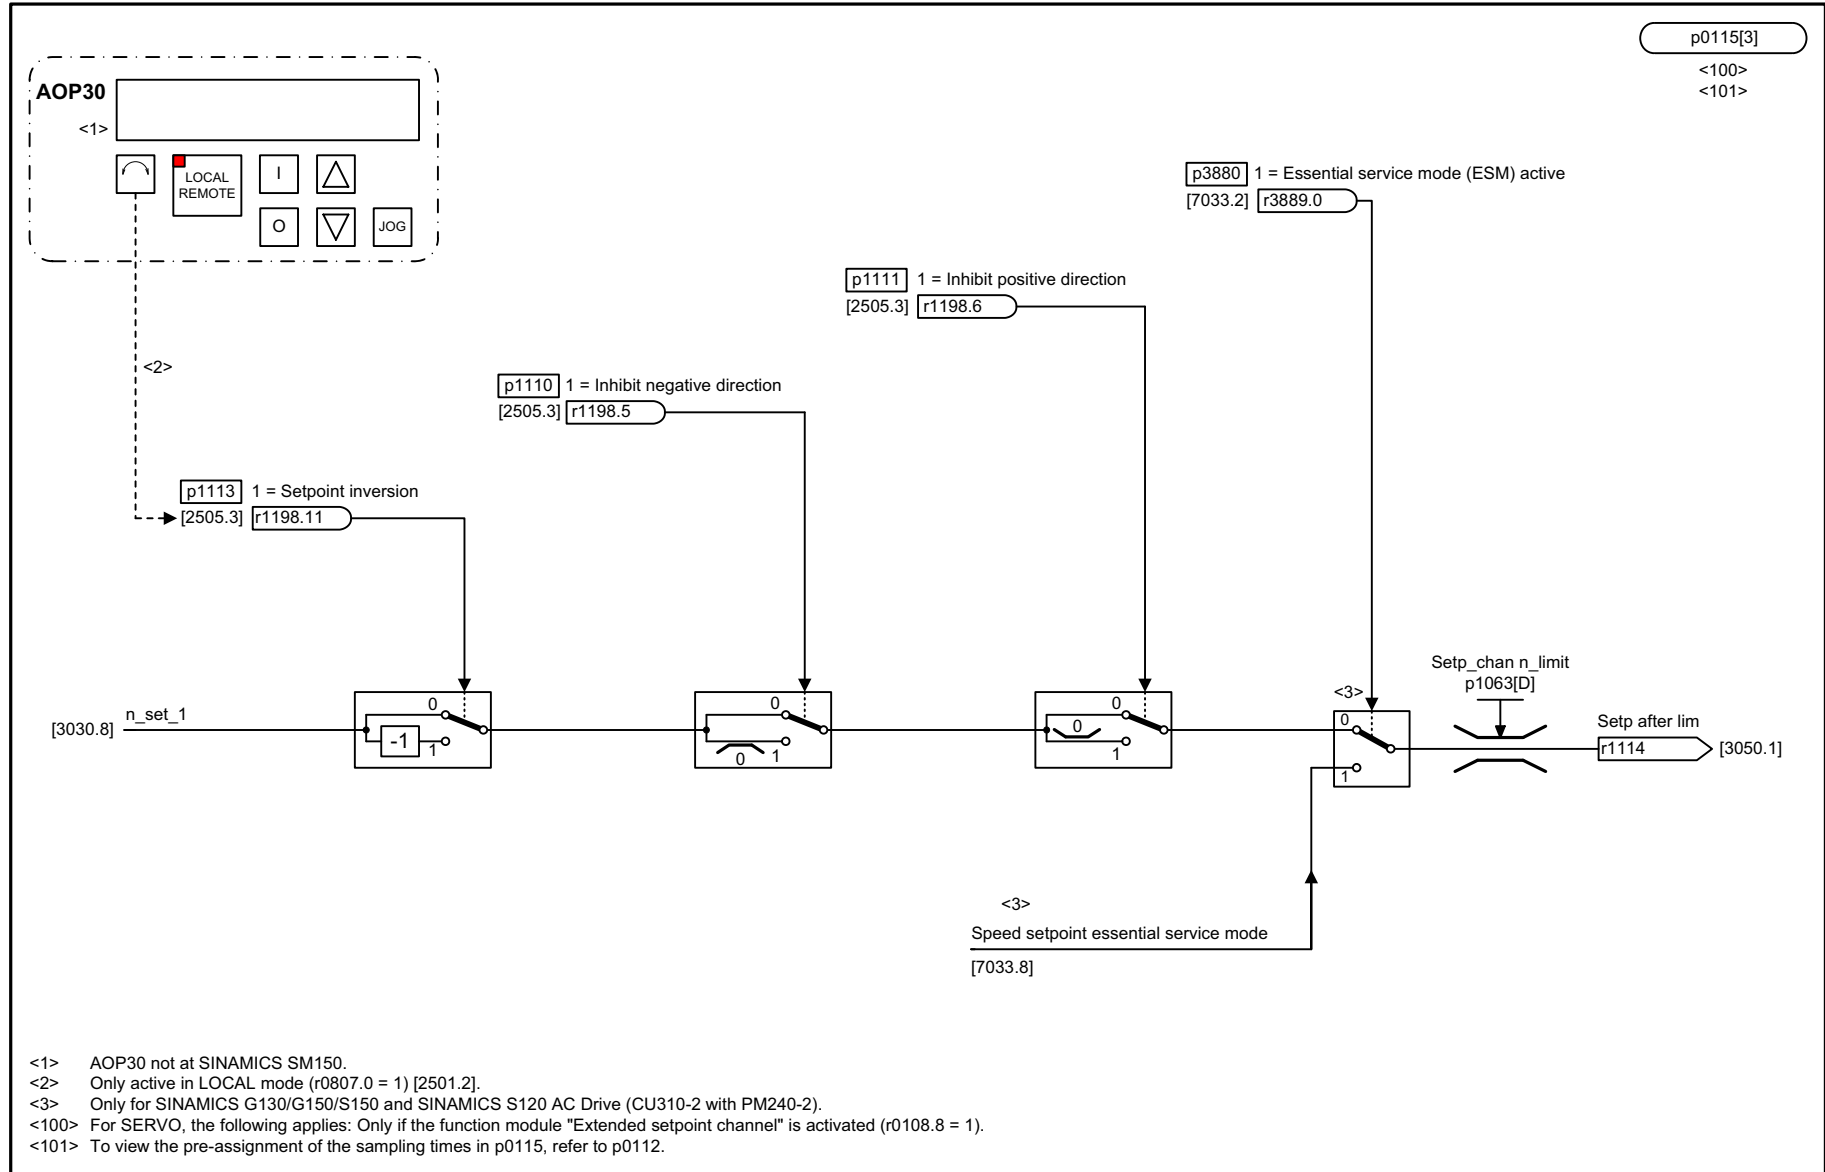 p0115[3]
<100>
<101>
AOP30
<1>
LOCAL
REMOTE
I
O
JOG
<2>
p3880 1 = Essential service mode (ESM) active
[7033.2] r3889.0
p1111 1 = Inhibit positive direction
[2505.3] r1198.6
p1110 1 = Inhibit negative direction
[2505.3] r1198.5
p1113 1 = Setpoint inversion
[2505.3] r1198.11
[3030.8] n_set_1
0
-1
1
0
0
1
0
0
1
<3>
0
1
Setp_chan n_limit
p1063[D]
Setp after lim
r1114 [3050.1]
<3>
Speed setpoint essential service mode
[7033.8]
<1> AOP30 not at SINAMICS SM150.
<2> Only active in LOCAL mode (r0807.0 = 1) [2501.2].
<3> Only for SINAMICS G130/G150/S150 and SINAMICS S120 AC Drive (CU310-2 with PM240-2).
<100> For SERVO, the following applies: Only if the function module "Extended setpoint channel" is activated (r0108.8 = 1).
<101> To view the pre-assignment of the sampling times in p0115, refer to p0112.